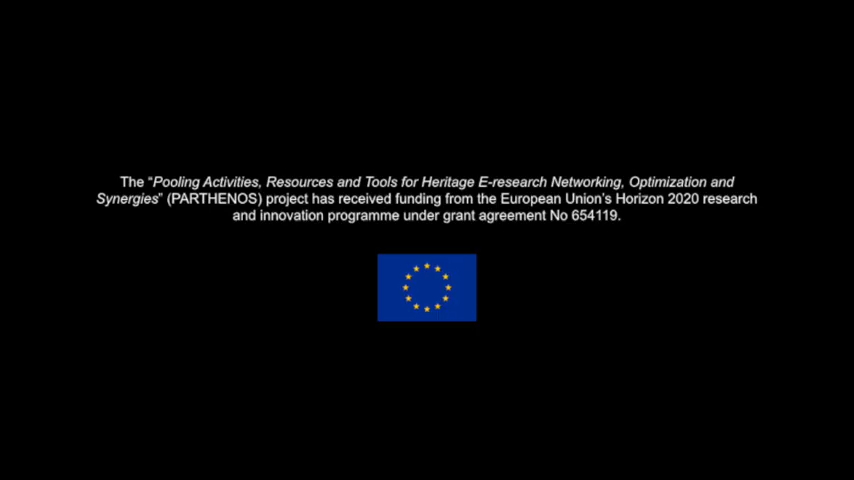 The “Pooling Activities, Resources and Tools for Heritage E-research Networking, Optimization and
Synergies” (PARTHENOS) project has received funding from the European Union’s Horizon 2020 research
and innovation programme under grant agreement No 654119.